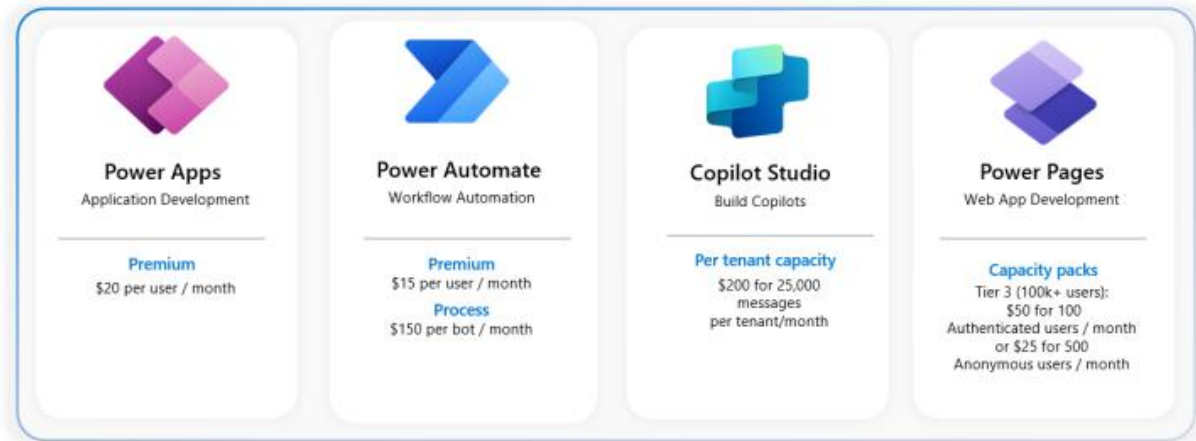 Power Apps
Application Development
Premium
$20 per user / month
Power Automate
Workflow Automation
Premium
$15 per user / month
Process
$150 per bot / month
Copilot Studio
Build Copilots
Per tenant capacity
$200 for 25,000
messages
per tenant/month
Power Pages
Web App Development
Capacity packs
Tier 3 (100k+ users):
$50 for 100
Authenticated users / month
or $25 for 500
Anonymous users / month